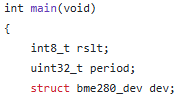 int main(void)
{
    int8_t rslt;
    uint32_t period;
    struct bme280_dev dev;